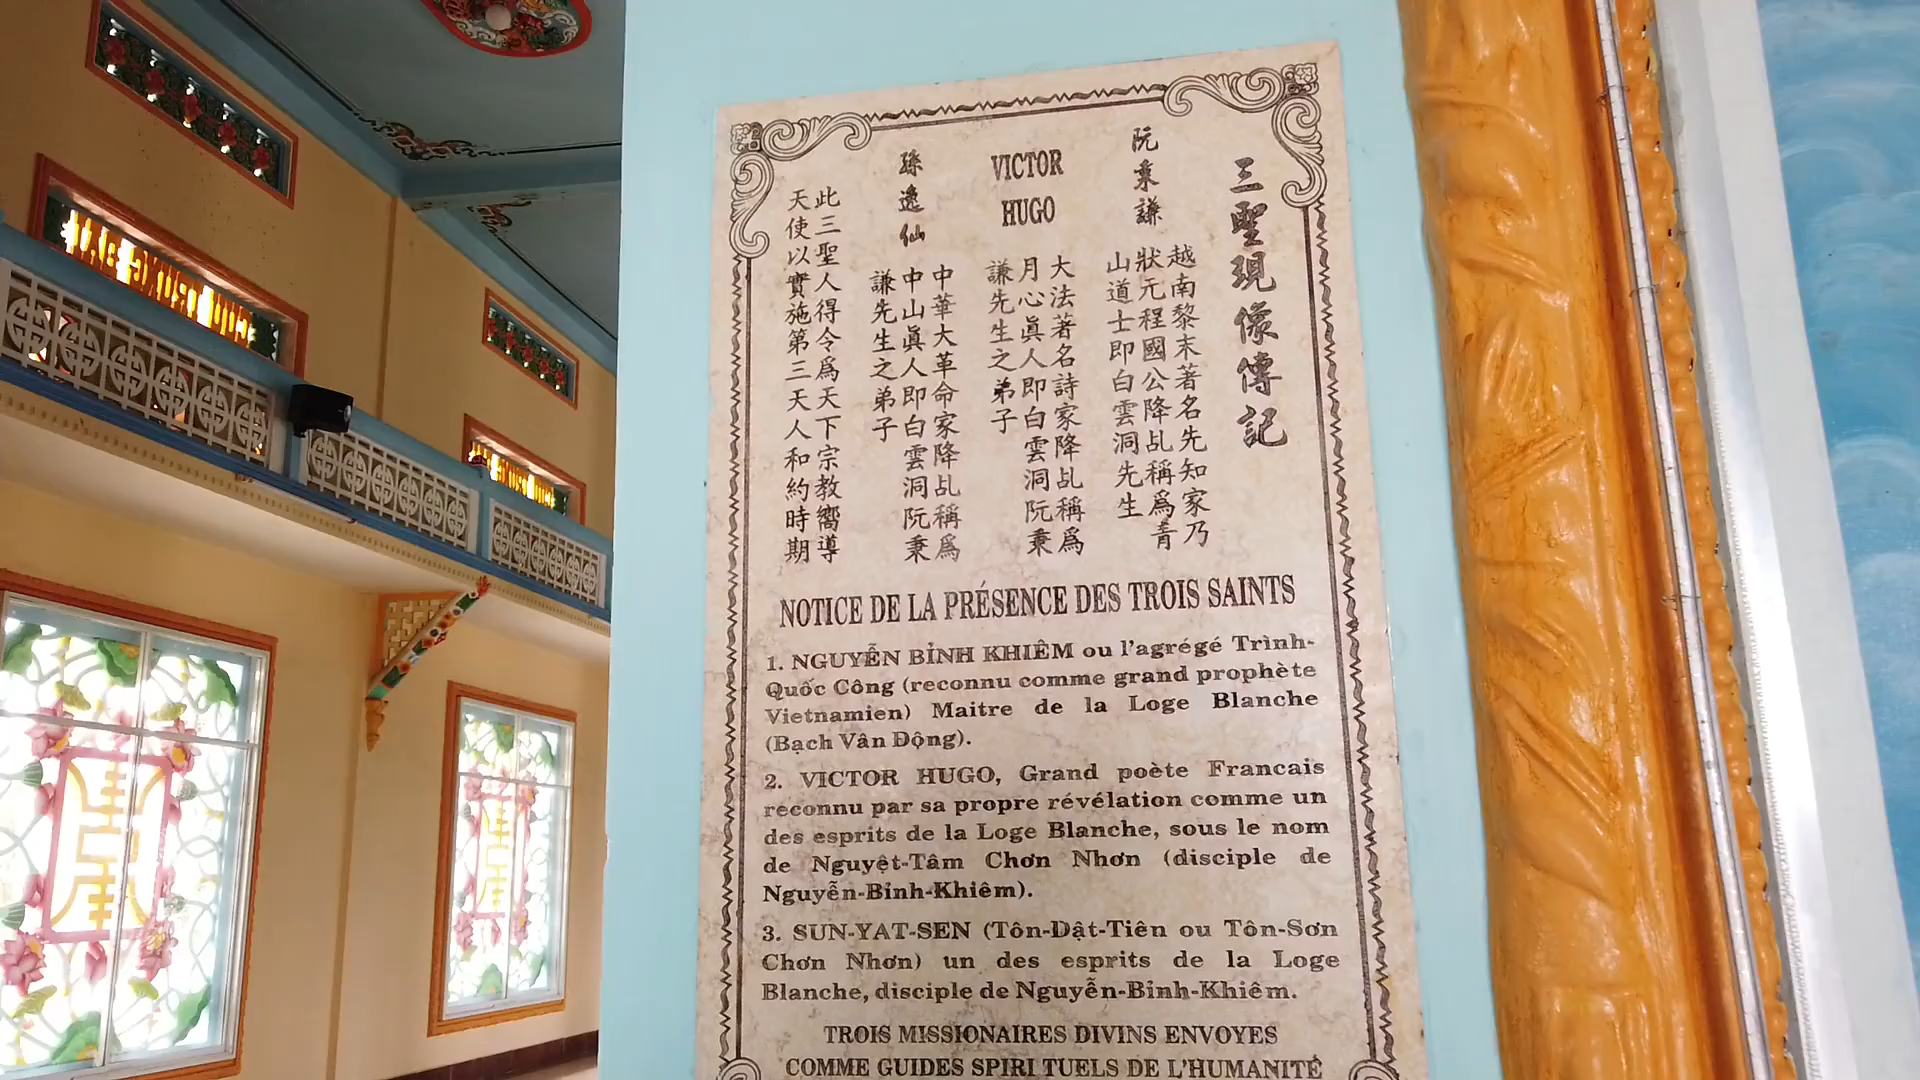 三聖現像傳記
阮秉謙
越南黎末著名先知家乃
狀元程國公降乩稱爲青
山道士即白雲洞先生
VICTOR
HUGO
大法著名詩家降乩稱爲
月心眞人即白雲洞阮秉
謙先生之弟子
孫逸仙
中華大革命家降乩稱爲
中山眞人即白雲洞阮秉
謙先生之弟子
此三聖人得令爲天下宗教嚮導
天使以實施第三天人和約時期
NOTICE DE LA PRÉSENCE DES TROIS SAINTS
1. NGUYỄN BỈNH KHIÊM ou l'agrégé Trình-
Quốc Công (reconnu comme grand prophète
Vietnamien) Maitre de la Loge Blanche
(Bạch Vân Động).
2. VICTOR HUGO, Grand poète Francais
reconnu par sa propre révélation comme un
des esprits de la Loge Blanche, sous le nom
de Nguyệt-Tâm Chơn Nhơn (disciple de
Nguyễn-Bỉnh-Khiêm).
3. SUN-YAT-SEN (Tôn-Dật-Tiên ou Tôn-Sơn
Chơn Nhơn) un des esprits de la Loge
Blanche, disciple de Nguyễn-Bỉnh-Khiêm.
TROIS MISSIONAIRES DIVINS ENVOYES
COMME GUIDES SPIRI TUELS DE L'HUMANITÉ